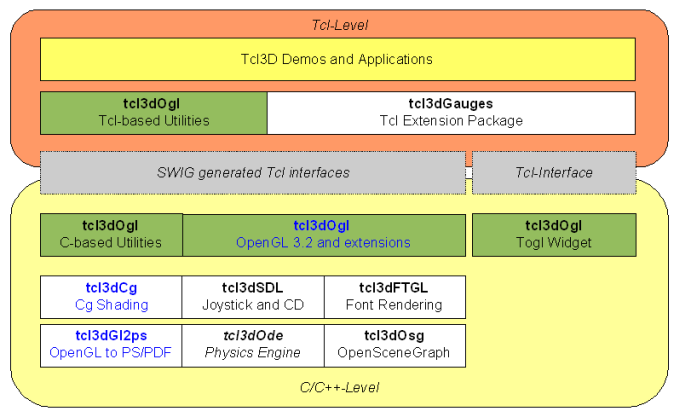 Tcl-Level
Tcl3D Demos and Applications
tcl3dOgl
Tcl-based Utilities
tcl3dGauges
Tcl Extension Package
SWIG generated Tcl interfaces
Tcl-Interface
tcl3dOgl
C-based Utilities
tcl3dOgl
OpenGL 3.2 and extensions
tcl3dOgl
Togl Widget
tcl3dCg
Cg Shading
tcl3dSDL
Joystick and CD
tcl3dFTGL
Font Rendering
tcl3dGl2ps
OpenGL to PS/PDF
tcl3dOde
Physics Engine
tcl3dOsg
OpenSceneGraph
C/C++-Level